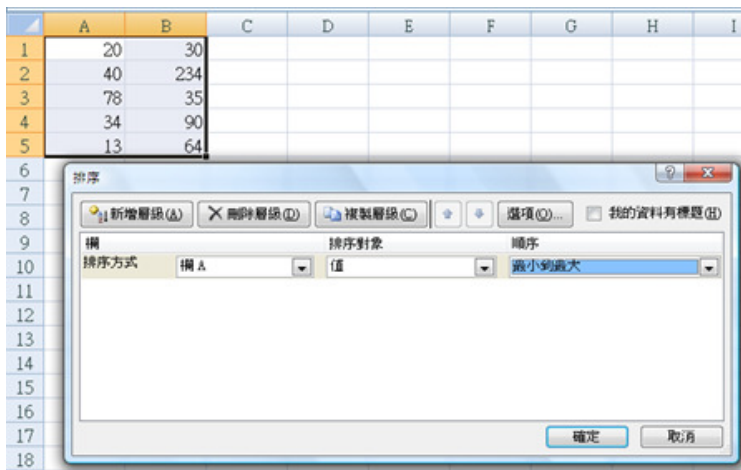 A B C D E F G H I
1 20 30
2 40 234
3 78 35
4 34 90
5 13 64
6
排序
7
8 新增層級(A) 刪除層級(D) 複製層級(C) 選項(O)... 我的資料有標題(H)
9 欄 排序對象 順序
10 排序方式 欄 A 值 最小到最大
11
12
13
14
15
16
17 確定 取消
18